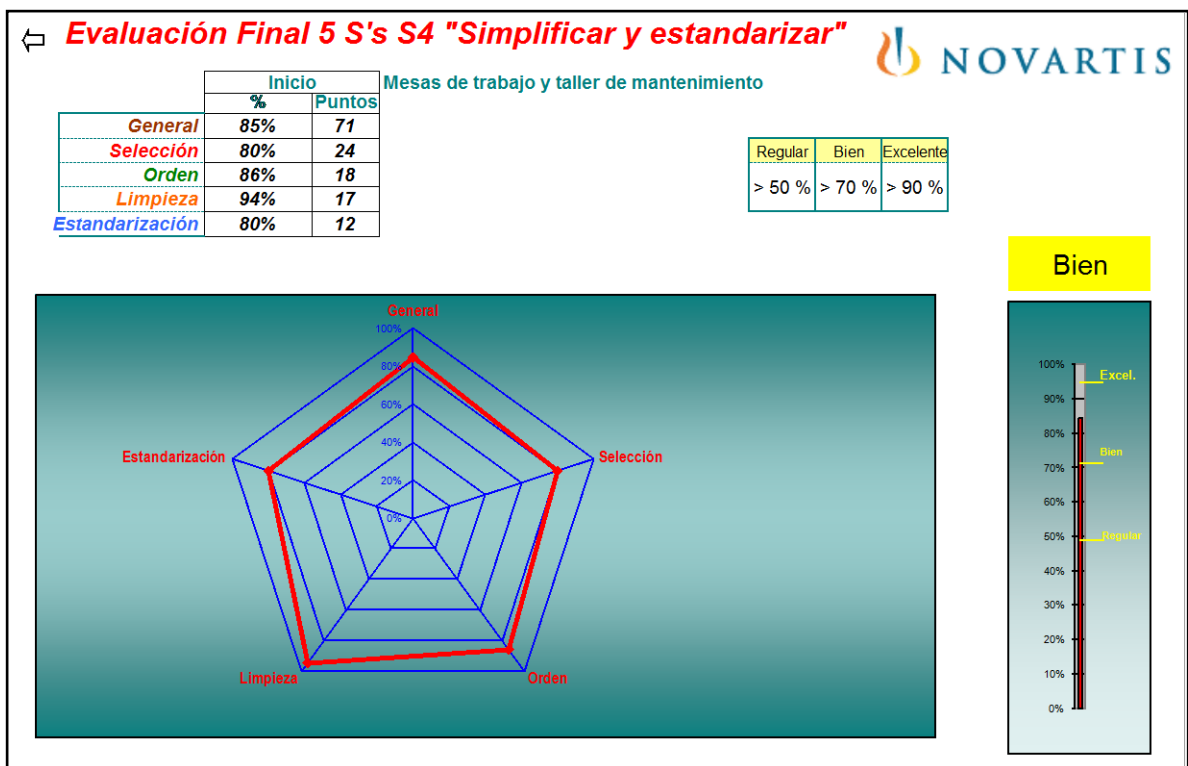 Evaluación Final 5 S's S4 "Simplificar y estandarizar"
NOVARTIS
Inicio
Mesas de trabajo y taller de mantenimiento
% Puntos
General 85% 71
Selección 80% 24
Orden 86% 18
Limpieza 94% 17
Estandarización 80% 12
Regular Bien Excelente
> 50 % > 70 % > 90 %
Bien
General
100%
80%
60%
40%
20%
0%
Estandarización
Selección
Limpieza
Orden
100%
Excel.
90%
80%
Bien
70%
60%
50%
Regular
40%
30%
20%
10%
0%